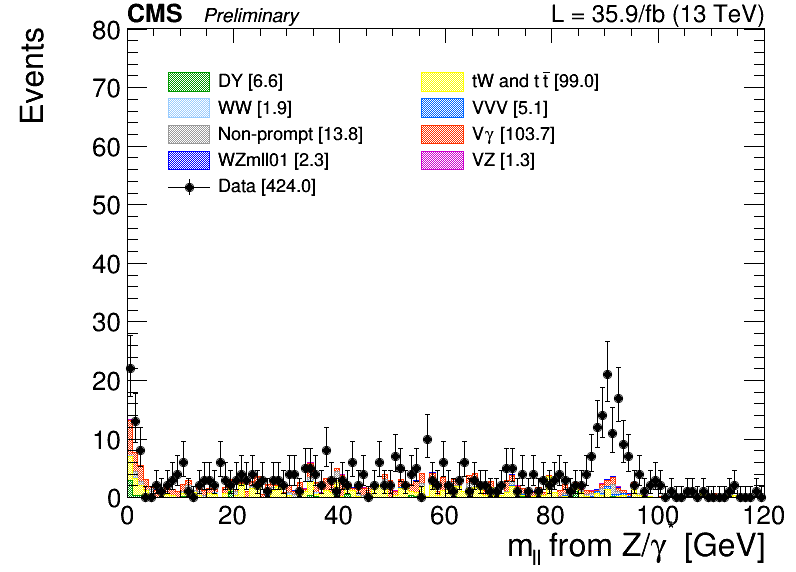 CMS Preliminary L = 35.9/fb (13 TeV)
Events
80
70
60
50
40
30
20
10
0
DY [6.6]
WW [1.9]
Non-prompt [13.8]
WZmll01 [2.3]
Data [424.0]
tW and tt̅ [99.0]
VVV [5.1]
Vγ [103.7]
VZ [1.3]
0 20 40 60 80 100 120
m_ll from Z/γ* [GeV]